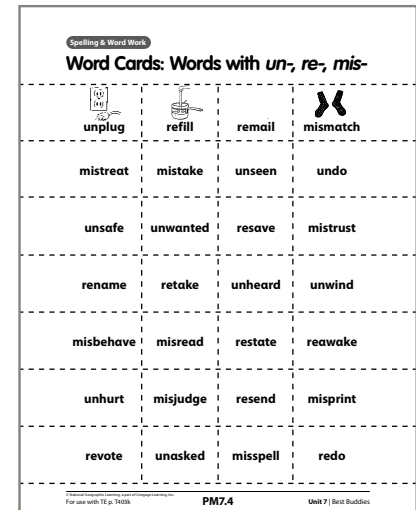 Spelling & Word Work
Word Cards: Words with un-, re-, mis-
unplug refill remail mismatch
mistreat mistake unseen undo
unsafe unwanted resave mistrust
rename retake unheard unwind
misbehave misread restate reawake
unhurt misjudge resend misprint
revote unasked misspell redo
© National Geographic Learning, a part of Cengage Learning, Inc.
For use with TE p. T403k PM7.4 Unit 7 | Best Buddies